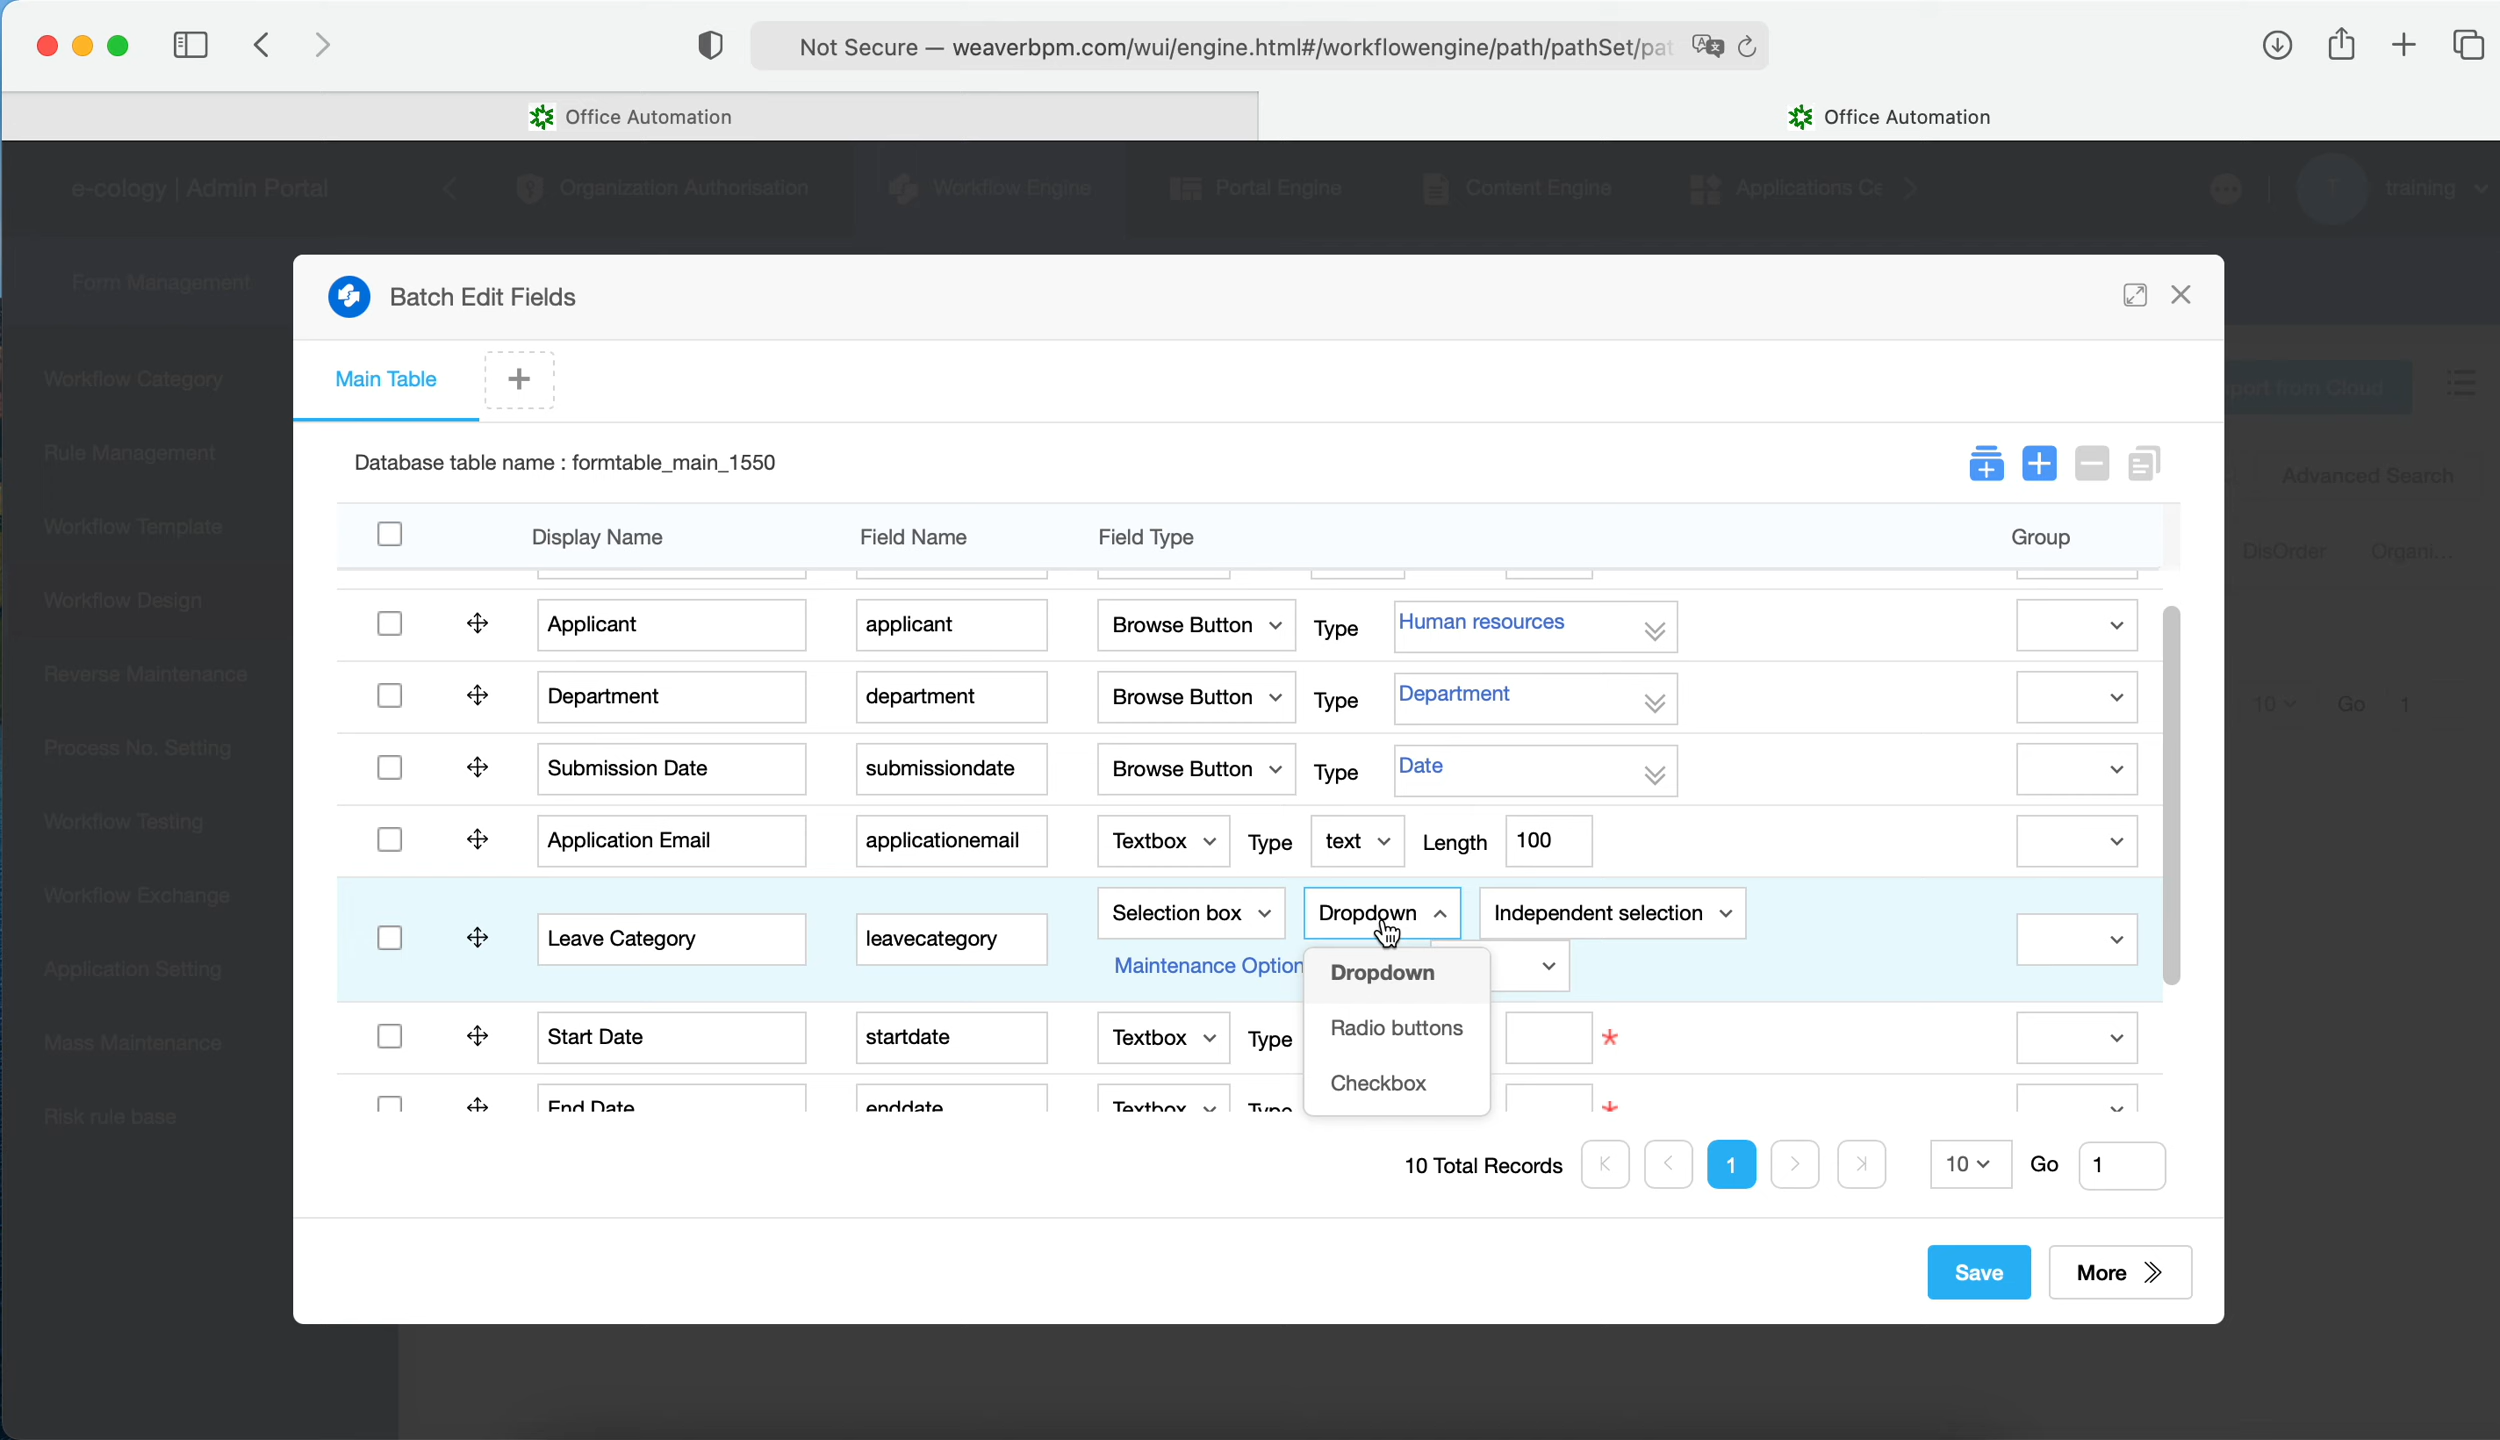 Not Secure — weaverbpm.com/wui/engine.html#/workflowengine/path/pathSet/pat
Office Automation
Office Automation
e-cology | Admin Portal
Organization Authorisation
Workflow Engine
Portal Engine
Content Engine
Applications Ce
T
training
Form Management
Batch Edit Fields
Workflow Category
Main Table
port from Cloud
Rule Management
Database table name : formtable_main_1550
Advanced Search
Workflow Template
Display Name
Field Name
Field Type
Group
DisOrder
Organi...
Workflow Design
Applicant
applicant
Browse Button
Type
Human resources
Reverse Maintenance
Department
department
Browse Button
Type
Department
10
Go
1
Process No. Setting
Submission Date
submissiondate
Browse Button
Type
Date
Workflow Testing
Application Email
applicationemail
Textbox
Type
text
Length
100
Workflow Exchange
Leave Category
leavecategory
Selection box
Dropdown
Independent selection
Maintenance Option
Dropdown
Radio buttons
Checkbox
Application Setting
Start Date
startdate
Textbox
Type
*
Mass Maintenance
End Date
enddate
Textbox
Type
*
Risk rule base
10 Total Records
1
10
Go
1
Save
More